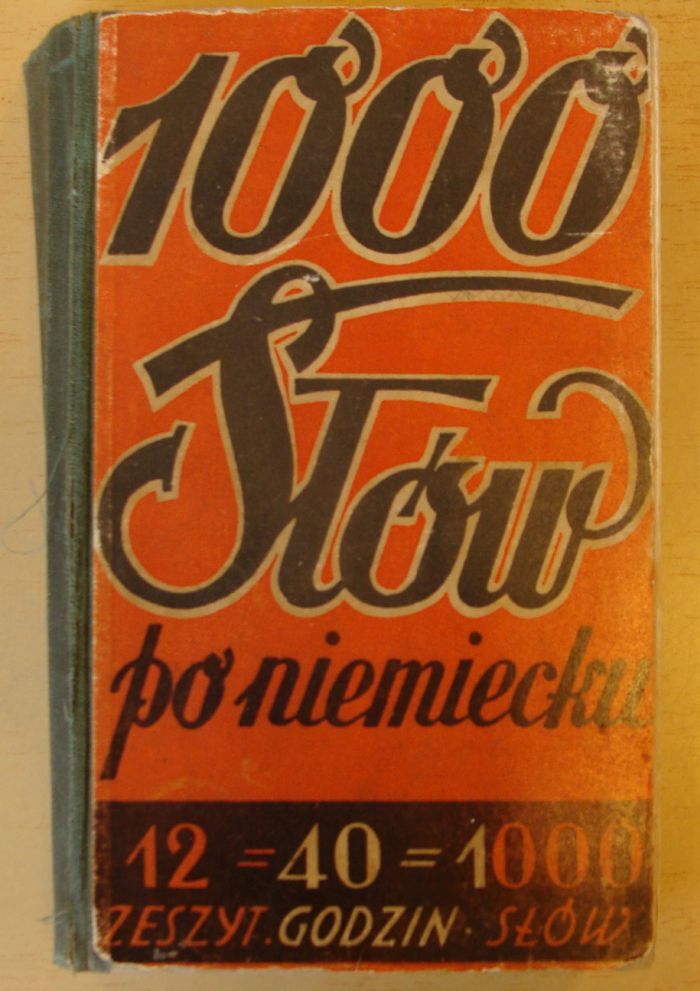 1000
Słów
po niemiecku
12 = 40 = 1000
ZESZYT. GODZIN · SŁÓW